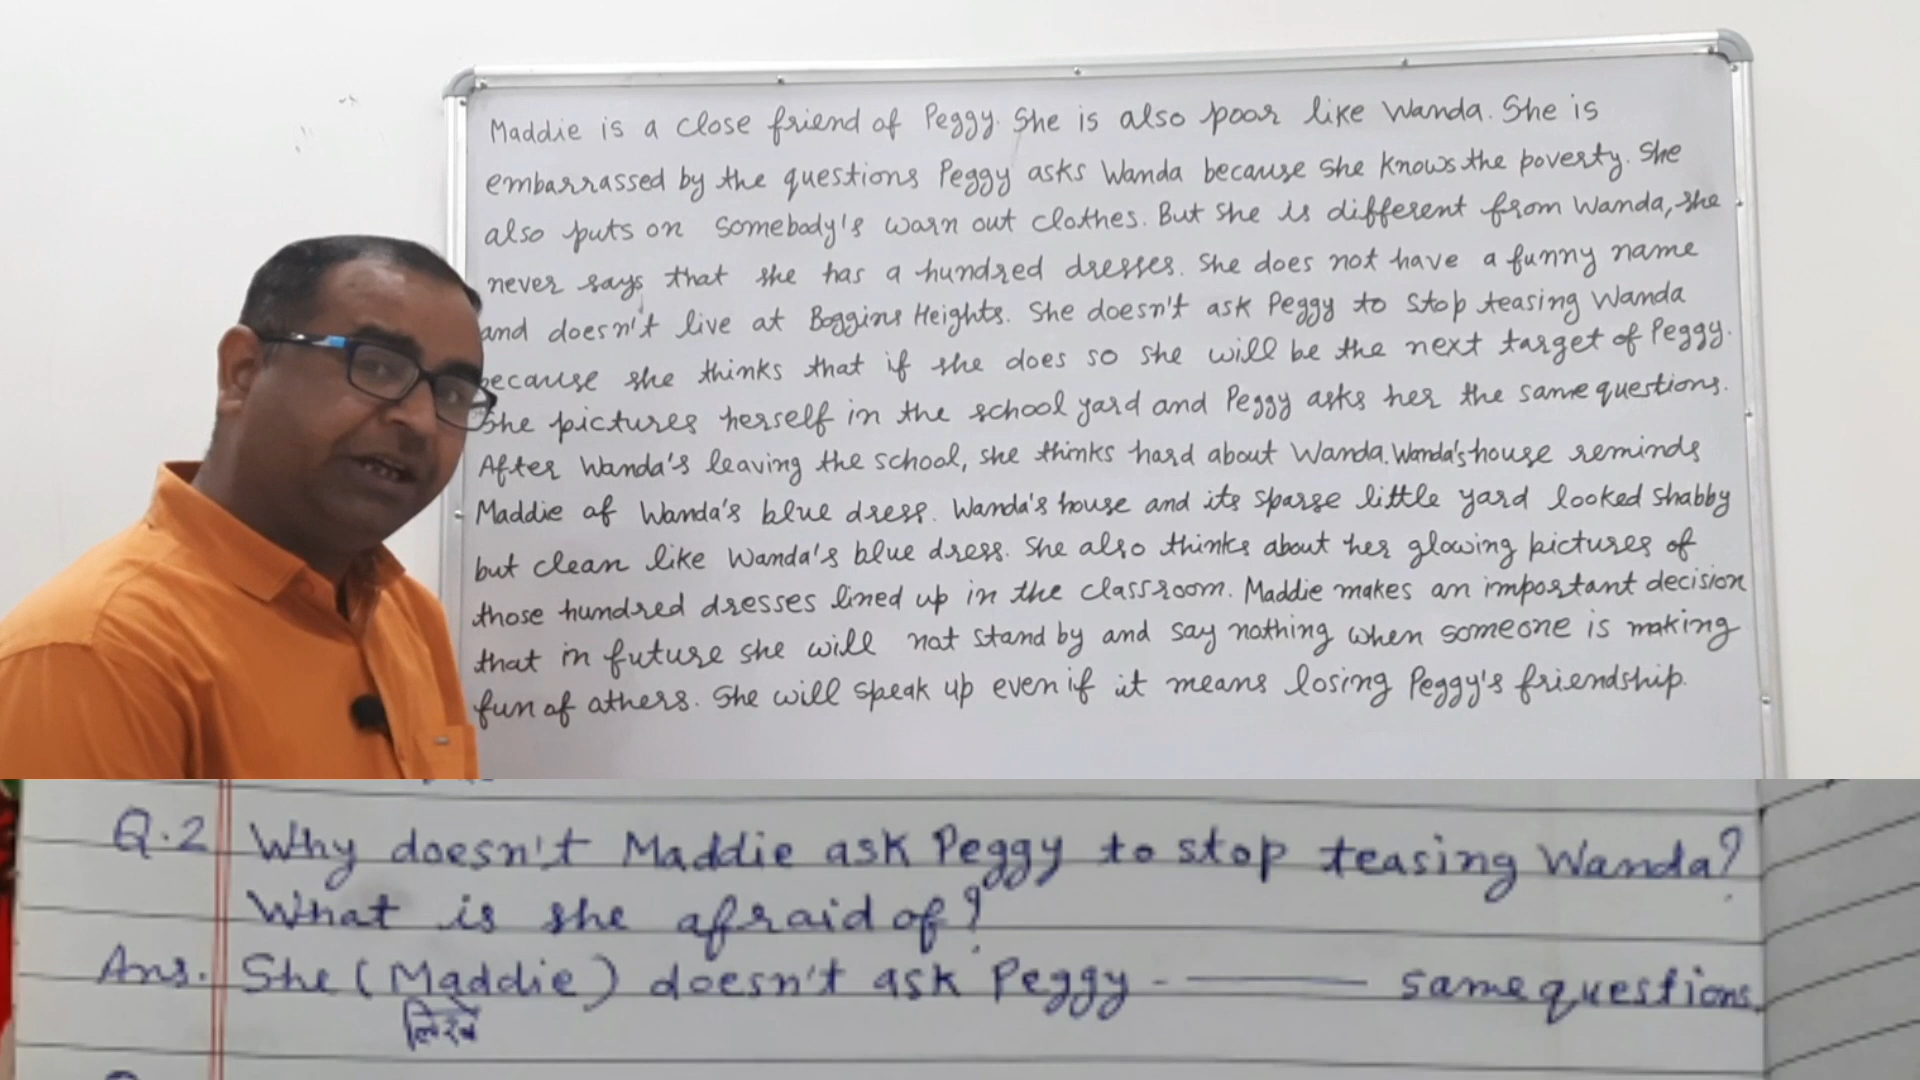 Maddie is a close friend of Peggy. She is also poor like Wanda. She is
embarrassed by the questions Peggy asks Wanda because she knows the poverty. She
also puts on somebody's warn out clothes. But she is different from Wanda, she
never says that she has a hundred dresses. She does not have a funny name
and doesn't live at Boggins Heights. She doesn't ask Peggy to stop teasing Wanda
ecause she thinks that if she does so she will be the next target of Peggy.
She pictures herself in the school yard and Peggy asks her the same questions.
After Wanda's leaving the school, she thinks hard about Wanda. Wanda's house reminds
Maddie of Wanda's blue dress. Wanda's house and its sparse little yard looked shabby
but clean like Wanda's blue dress. She also thinks about her glowing pictures of
those hundred dresses lined up in the classroom. Maddie makes an important decision
that in future she will not stand by and say nothing when someone is making
fun of others. She will speak up even if it means losing Peggy's friendship.
Q.2 Why doesn't Maddie ask Peggy to stop teasing Wanda?
What is she afraid of?
Ans. She (Maddie) doesn't ask Peggy - ——— same questions.
लिखें